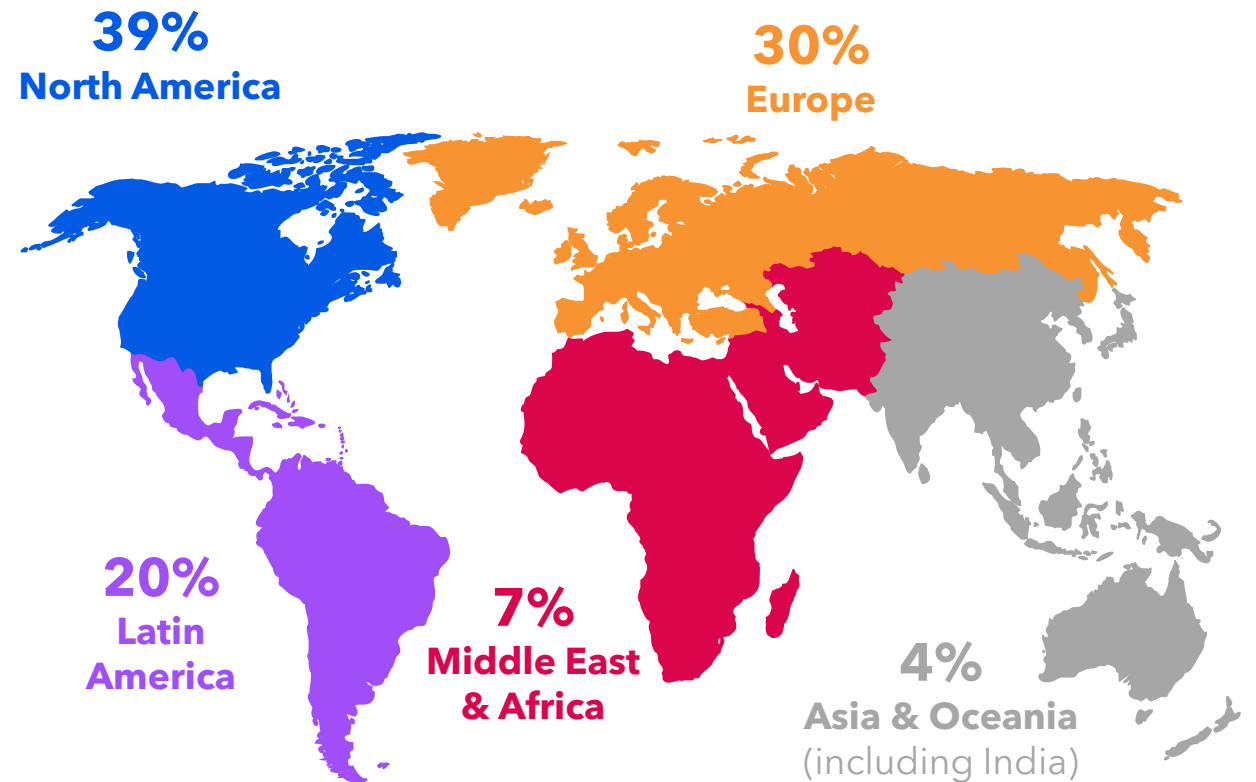 39%
North America
30%
Europe
20%
Latin
America
7%
Middle East
& Africa
4%
Asia & Oceania
(including India)